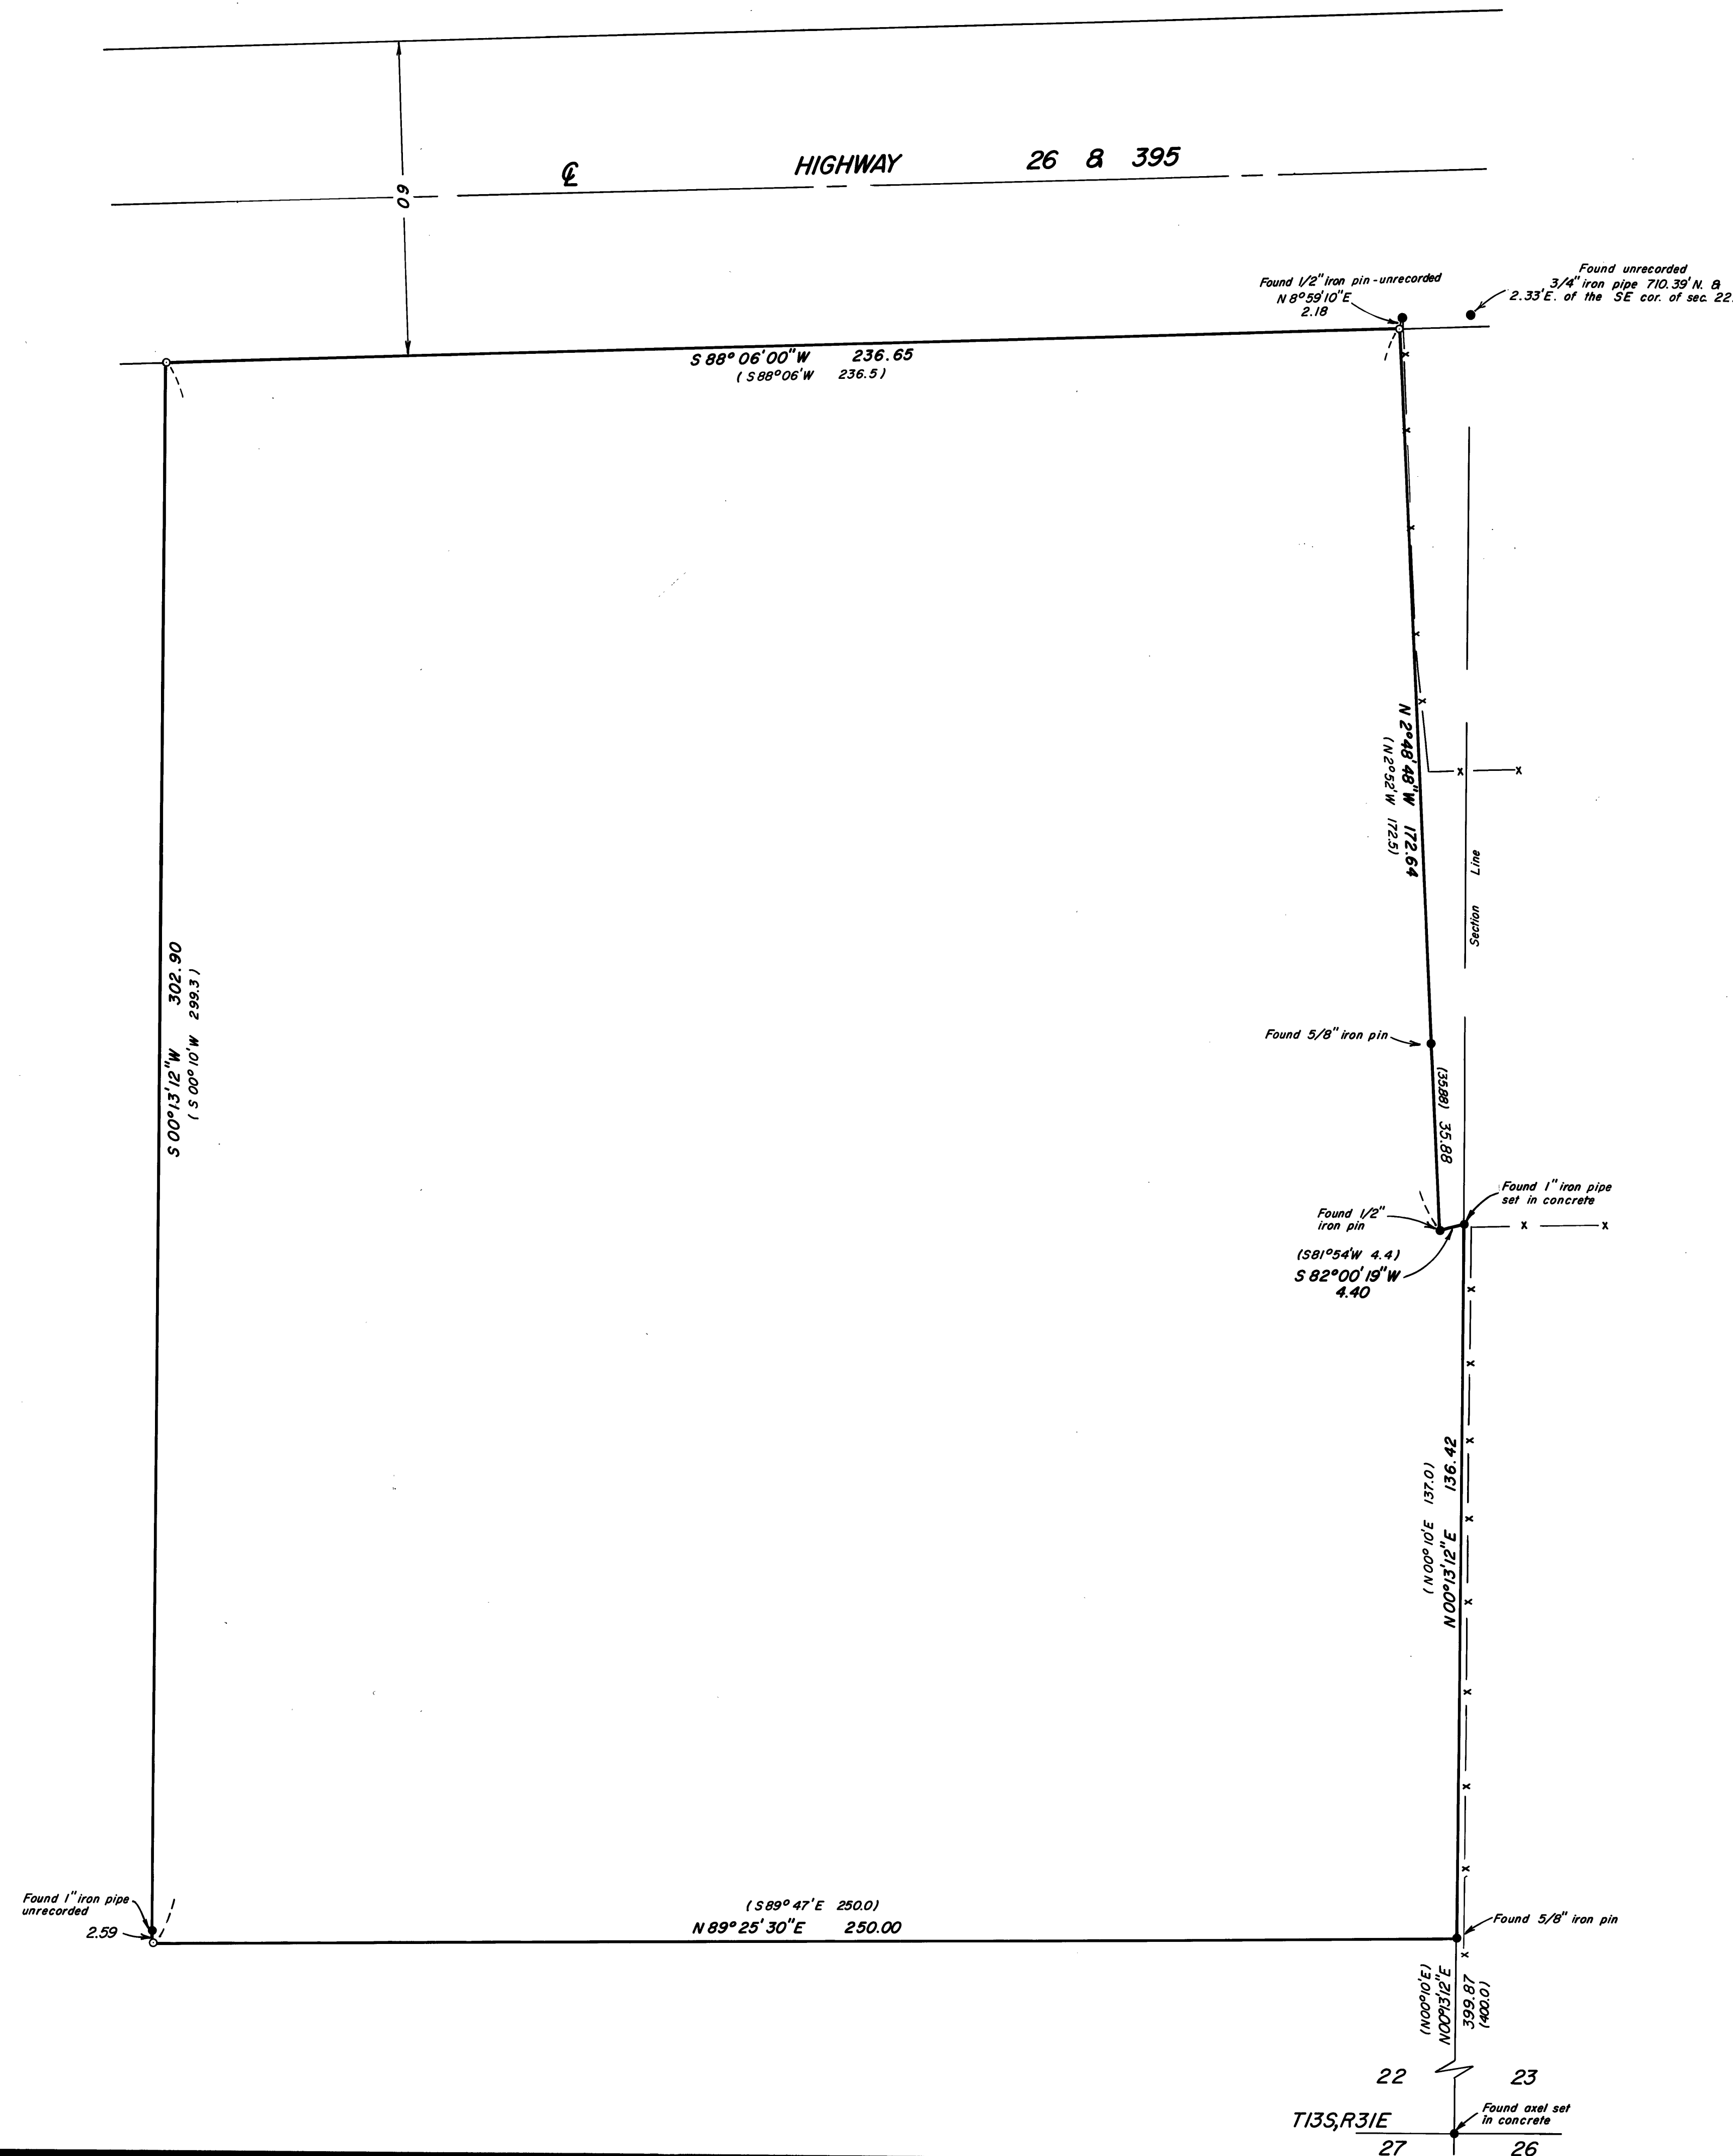 ℄ HIGHWAY 26 & 395
60
Found 1/2" iron pin - unrecorded
N 8°59'10"E
2.18
Found unrecorded
3/4" iron pipe 710.39' N. &
2.33'E. of the SE cor. of sec. 22.
S 88° 06' 00" W 236.65
( S 88° 06' W 236.5 )
N 2°48'48"W 172.64
( N 2°52'W 172.5 )
Section Line
S 00°13'12"W 302.90
( S 00°10'W 299.3 )
Found 5/8" iron pin
(35.88) 35.88
Found 1" iron pipe
set in concrete
Found 1/2"
iron pin
(S81°54'W 4.4)
S 82°00'19"W
4.40
( N 00°10'E 137.0 )
N 00°13'12"E 136.42
Found 1" iron pipe
unrecorded
2.59
( S 89° 47' E 250.0)
N 89° 25' 30" E 250.00
Found 5/8" iron pin
(N00°10'E)
N00°13'12"E
399.87
(400.0)
22 23
T13S,R31E
Found axel set
in concrete
27 26